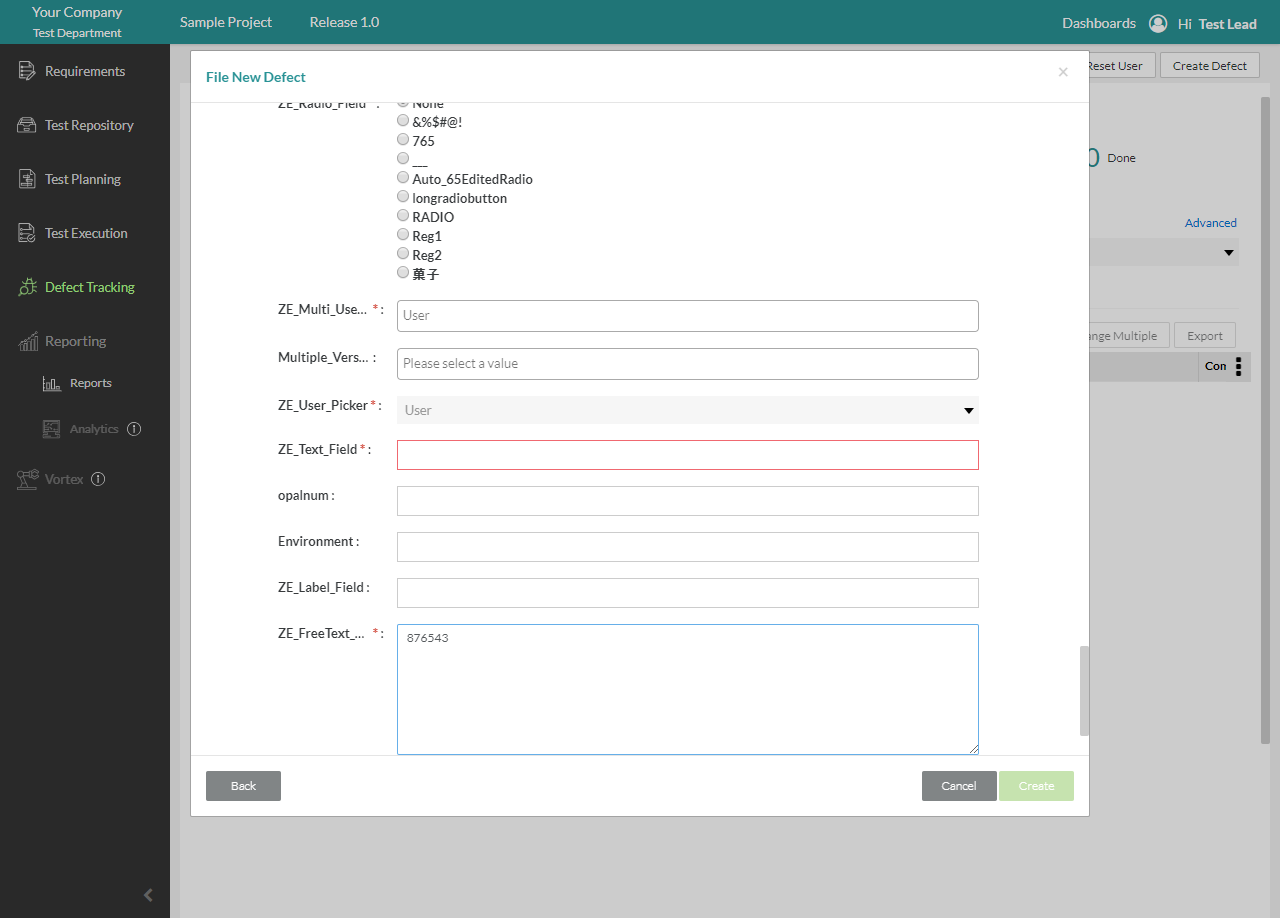 Your Company
Test Department
Sample Project
Release 1.0
Dashboards
Hi Test Lead
Requirements
Test Repository
Test Planning
Test Execution
Defect Tracking
Reporting
Reports
Analytics
Vortex
File New Defect
×
Reset User
Create Defect
ZE_Radio_Field :
None
&%$#@!
765
___
Auto_65EditedRadio
longradiobutton
RADIO
Reg1
Reg2
菓子
0 Done
Advanced
ange Multiple
Export
Con
ZE_Multi_Use... * :
User
Multiple_Vers... :
Please select a value
ZE_User_Picker * :
User
ZE_Text_Field * :
opalnum :
Environment :
ZE_Label_Field :
ZE_FreeText_... * :
876543
Back
Cancel
Create